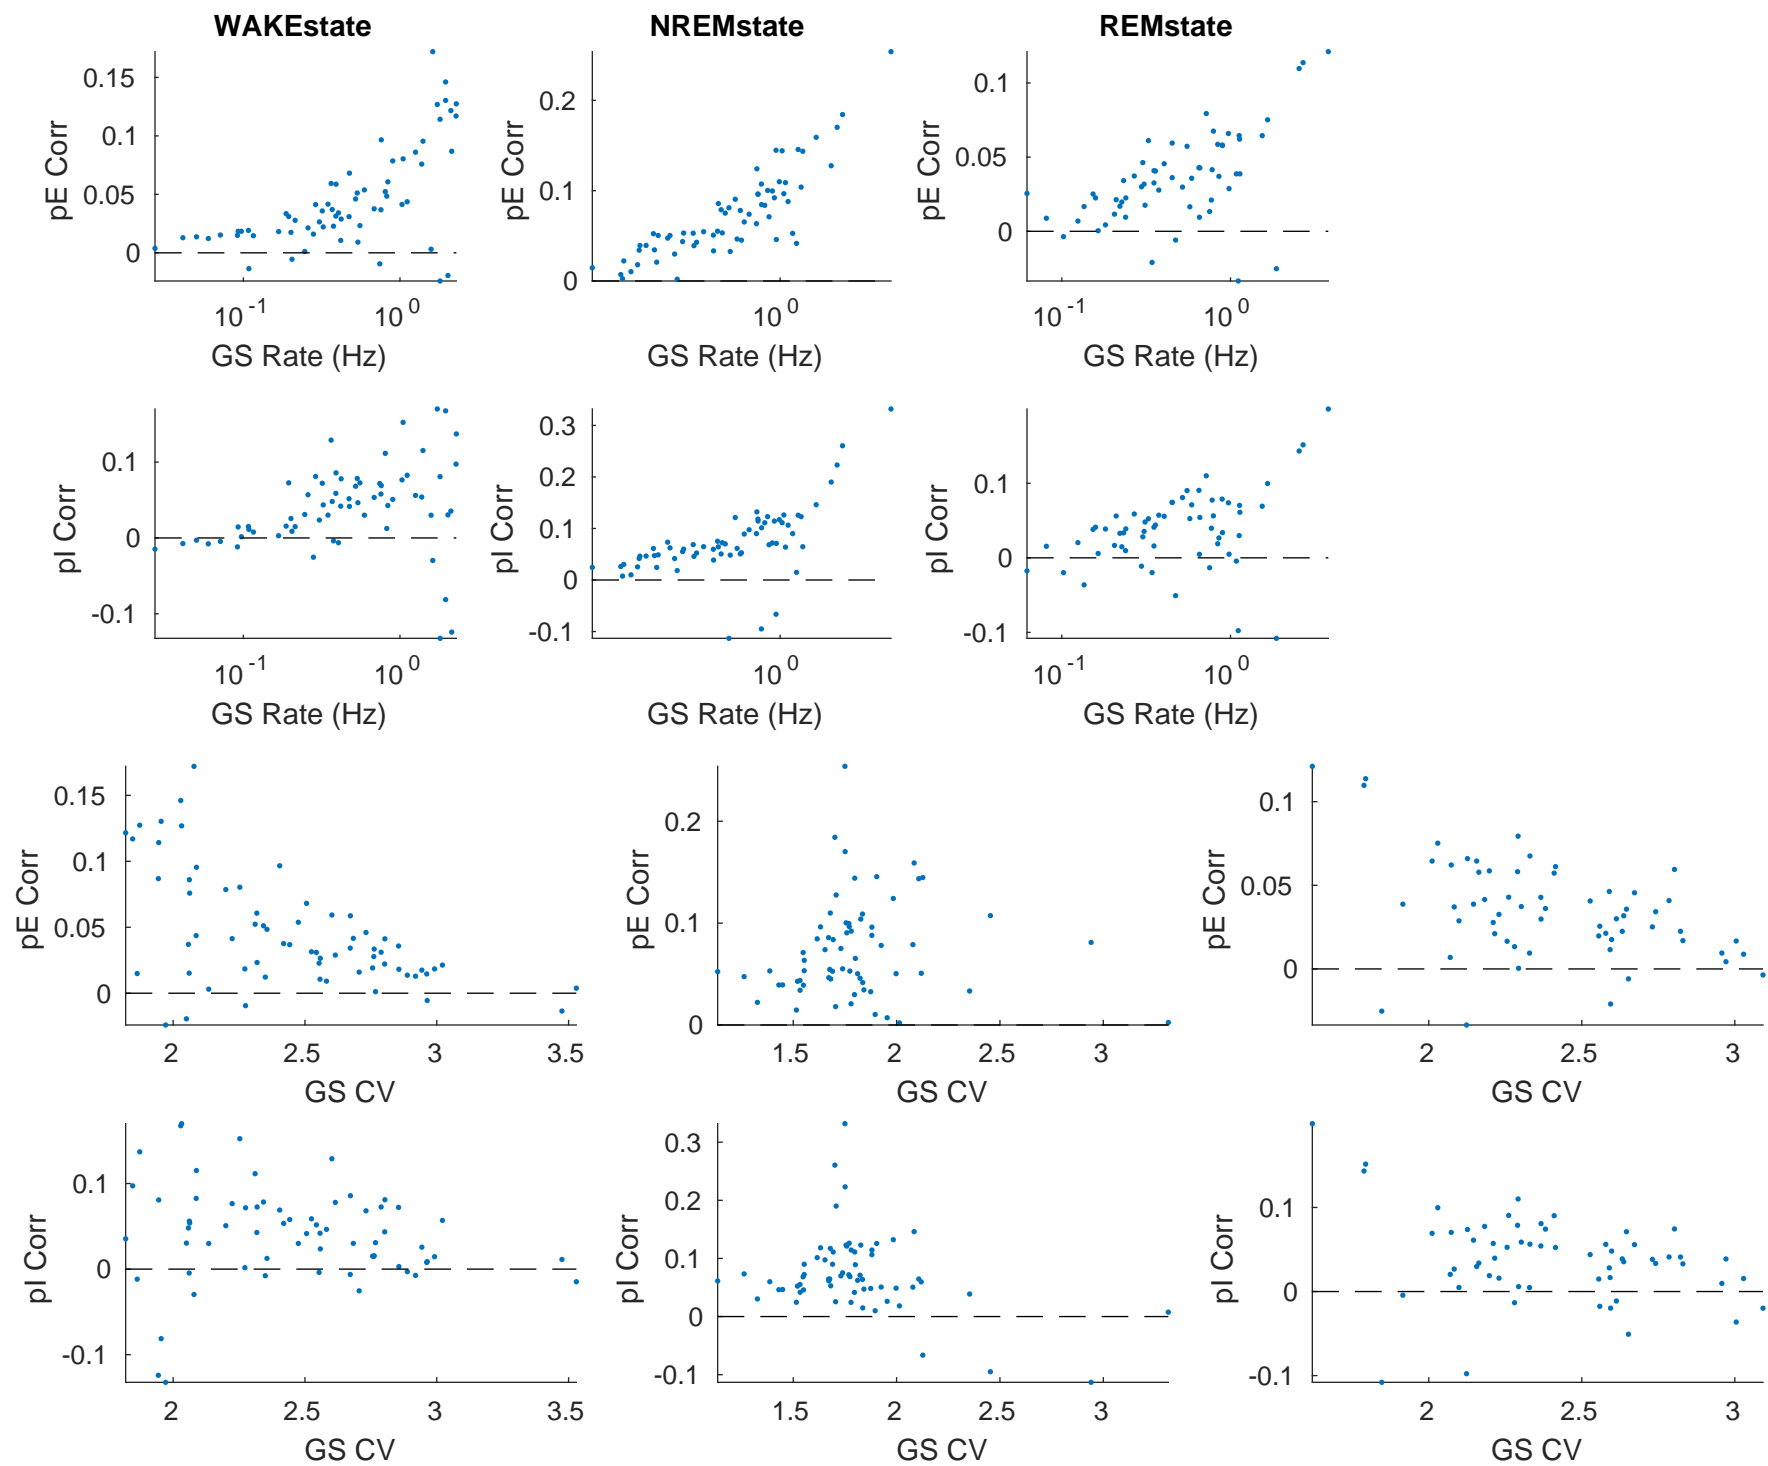 WAKEstate NREMstate REMstate
pE Corr 0.15 0.1 0.05 0 10^-1 10^0 GS Rate (Hz)
pE Corr 0.2 0.1 0 10^0 GS Rate (Hz)
pE Corr 0.1 0.05 0 10^-1 10^0 GS Rate (Hz)
pI Corr 0.1 0 -0.1 10^-1 10^0 GS Rate (Hz)
pI Corr 0.3 0.2 0.1 0 -0.1 10^0 GS Rate (Hz)
pI Corr 0.1 0 -0.1 10^-1 10^0 GS Rate (Hz)
pE Corr 0.15 0.1 0.05 0 2 2.5 3 3.5 GS CV
pE Corr 0.2 0.1 0 1.5 2 2.5 3 GS CV
pE Corr 0.1 0.05 0 2 2.5 3 GS CV
pI Corr 0.1 0 -0.1 2 2.5 3 3.5 GS CV
pI Corr 0.3 0.2 0.1 0 -0.1 1.5 2 2.5 3 GS CV
pI Corr 0.1 0 -0.1 2 2.5 3 GS CV